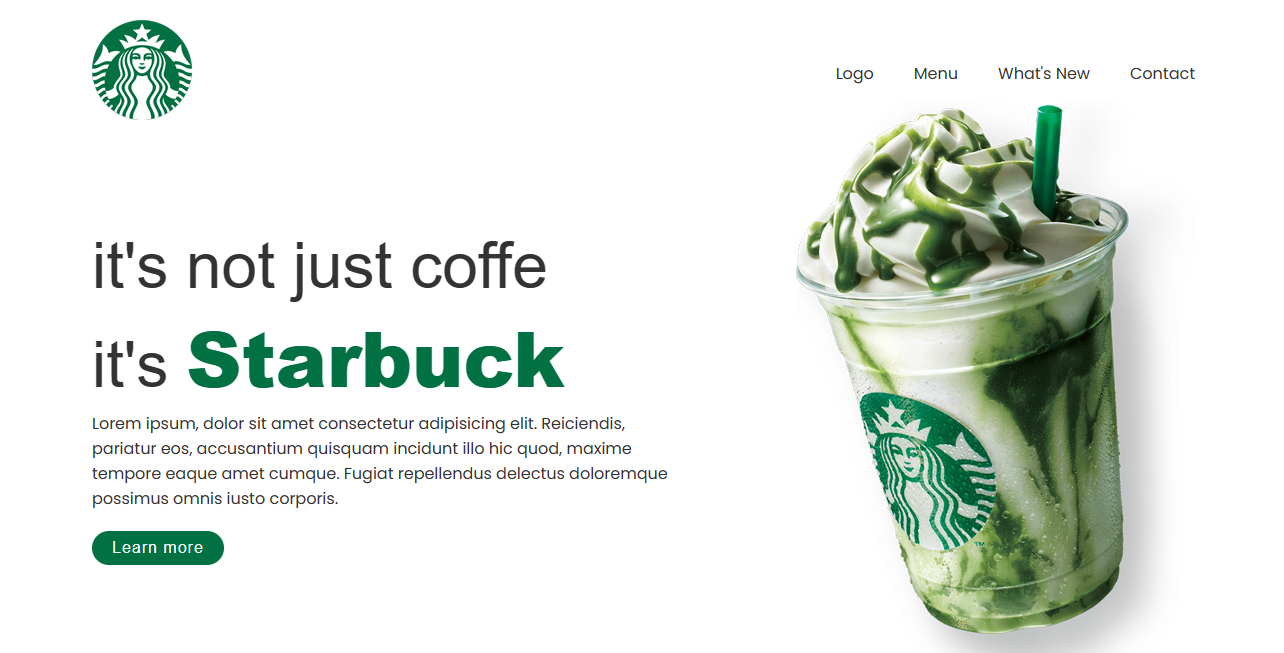 Logo Menu What's New Contact
it's not just coffe
it's Starbuck
Lorem ipsum, dolor sit amet consectetur adipisicing elit. Reiciendis,
pariatur eos, accusantium quisquam incidunt illo hic quod, maxime
tempore eaque amet cumque. Fugiat repellendus delectus doloremque
possimus omnis iusto corporis.
Learn more
TM